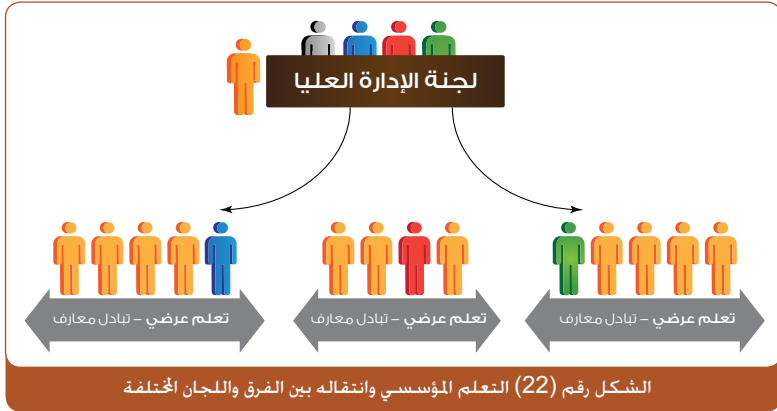 لجنة الإدارة العليا
تعلم عرضي – تبادل معارف
تعلم عرضي – تبادل معارف
تعلم عرضي – تبادل معارف
الشكل رقم (22) التعلم المؤسسي وانتقاله بين الفرق واللجان المختلفة